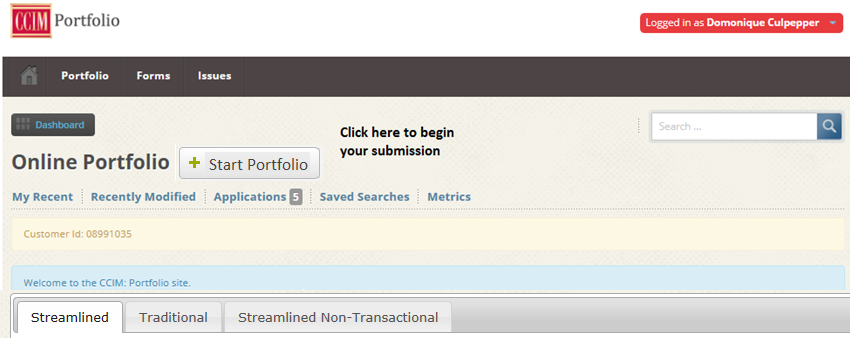 CCIM Portfolio
Logged in as Domonique Culpepper
Portfolio Forms Issues
Dashboard
Click here to begin
your submission
Search ...
Online Portfolio + Start Portfolio
My Recent Recently Modified Applications 5 Saved Searches Metrics
Customer Id: 08991035
Welcome to the CCIM: Portfolio site.
Streamlined Traditional Streamlined Non-Transactional